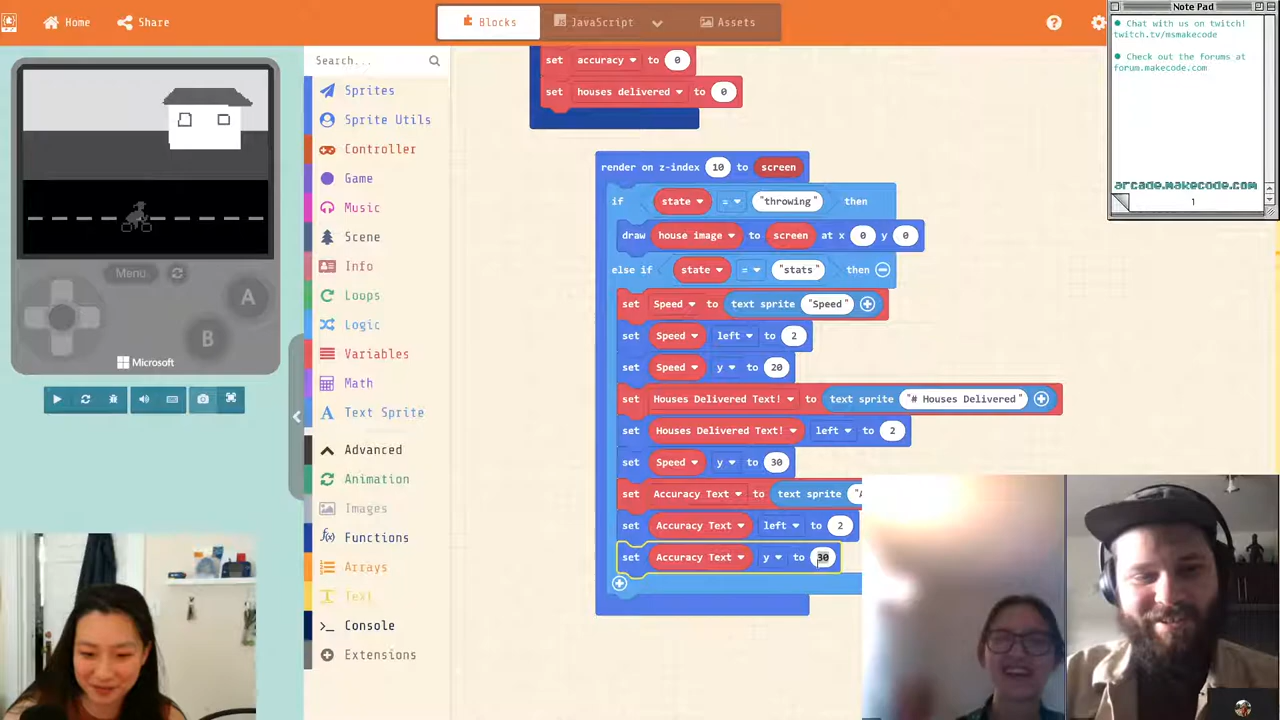 Home
Share
Blocks
JavaScript
Assets
Note Pad
Chat with us on twitch!
twitch.tv/msmakecode
Check out the forums at
forum.makecode.com
arcade.makecode.com
1
Menu
A
B
Microsoft
Search...
Sprites
Sprite Utils
Controller
Game
Music
Scene
Info
Loops
Logic
Variables
Math
Text Sprite
Advanced
Animation
Images
Functions
Arrays
Text
Console
Extensions
set accuracy to 0
set houses delivered to 0
render on z-index 10 to screen
if state = "throwing" then
draw house image to screen at x 0 y 0
else if state = "stats" then
set Speed to text sprite "Speed"
set Speed left to 2
set Speed y to 20
set Houses Delivered Text! to text sprite "# Houses Delivered"
set Houses Delivered Text! left to 2
set Speed y to 30
set Accuracy Text to text sprite
set Accuracy Text left to 2
set Accuracy Text y to 30